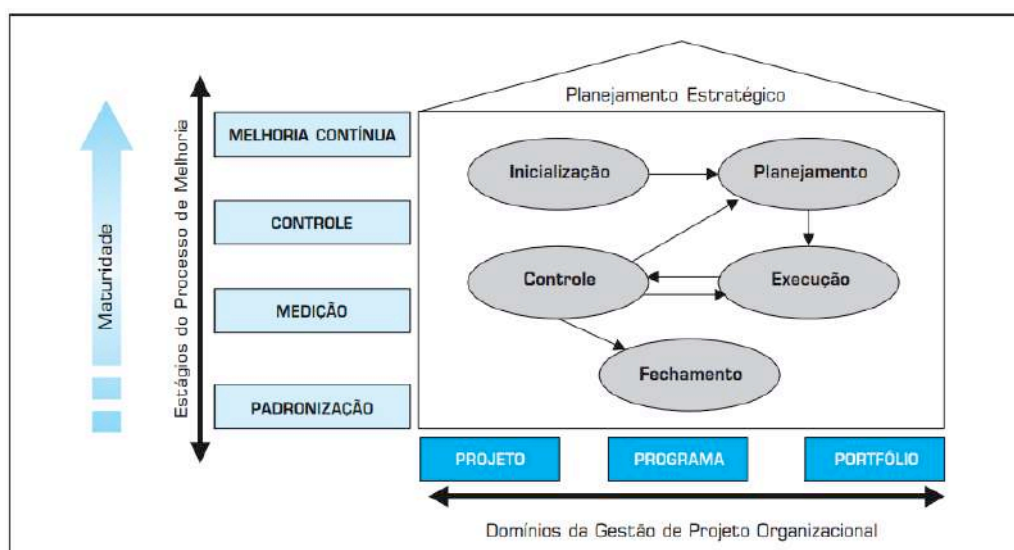 Planejamento Estratégico
MELHORIA CONTÍNUA
Inicialização
Planejamento
Maturidade
Estágios do Processo de Melhoria
CONTROLE
Controle
Execução
MEDIÇÃO
Fechamento
PADRONIZAÇÃO
PROJETO
PROGRAMA
PORTFÓLIO
Domínios da Gestão de Projeto Organizacional